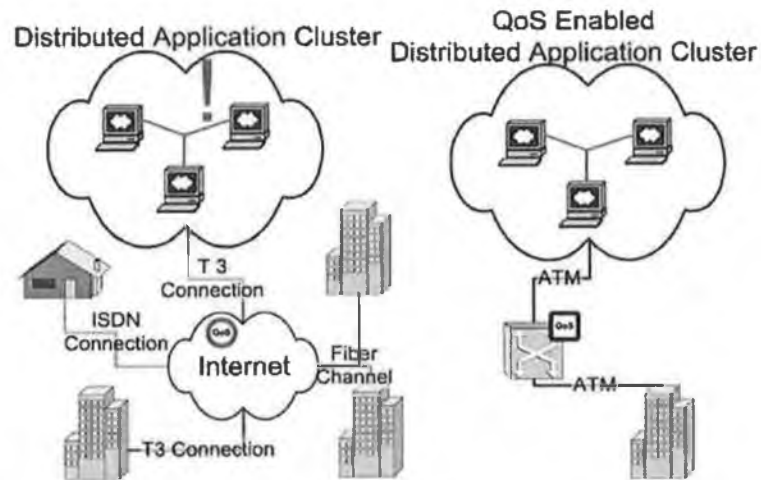 Distributed Application Cluster
QoS Enabled
Distributed Application Cluster
!
T 3
Connection
ISDN
Connection
QoS
Internet
Fiber
Channel
T3 Connection
ATM
QoS
ATM